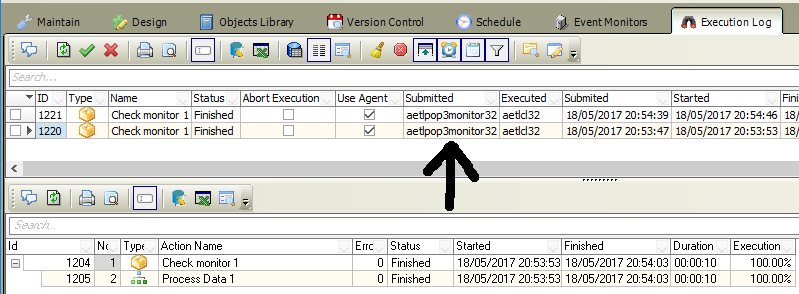 Maintain Design Objects Library Version Control Schedule Event Monitors Execution Log
Search...
ID Type Name Status Abort Execution Use Agent Submitted Executed Submited Started Fini
1221 Check monitor 1 Finished aetlpop3monitor32 aetlcl32 18/05/2017 20:54:39 18/05/2017 20:54:46 18/05
1220 Check monitor 1 Finished aetlpop3monitor32 aetlcl32 18/05/2017 20:53:47 18/05/2017 20:53:53 18/05
Search...
Id No Type Action Name Erro Status Started Finished Duration Execution
1204 1 Check monitor 1 0 Finished 18/05/2017 20:53:53 18/05/2017 20:54:03 00:00:10 100.00%
1205 2 Process Data 1 0 Finished 18/05/2017 20:53:53 18/05/2017 20:54:03 00:00:10 100.00%